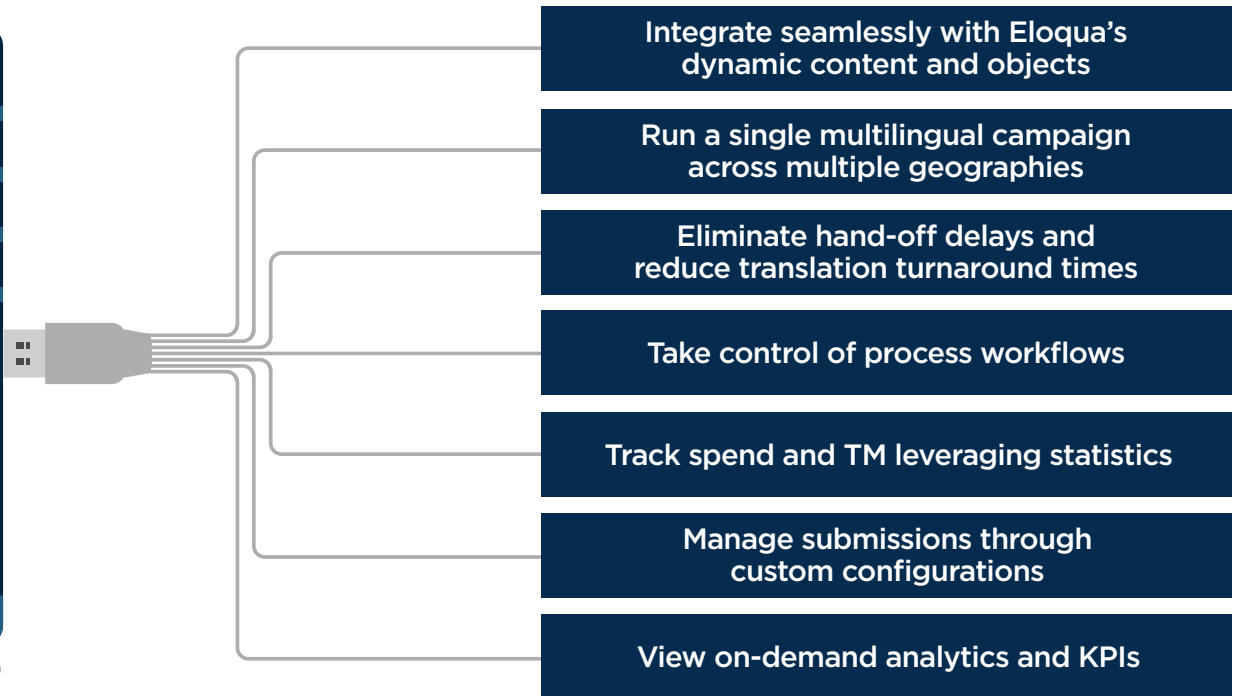 Integrate seamlessly with Eloqua’s
dynamic content and objects
Run a single multilingual campaign
across multiple geographies
Eliminate hand-off delays and
reduce translation turnaround times
Take control of process workflows
Track spend and TM leveraging statistics
Manage submissions through
custom configurations
View on-demand analytics and KPIs